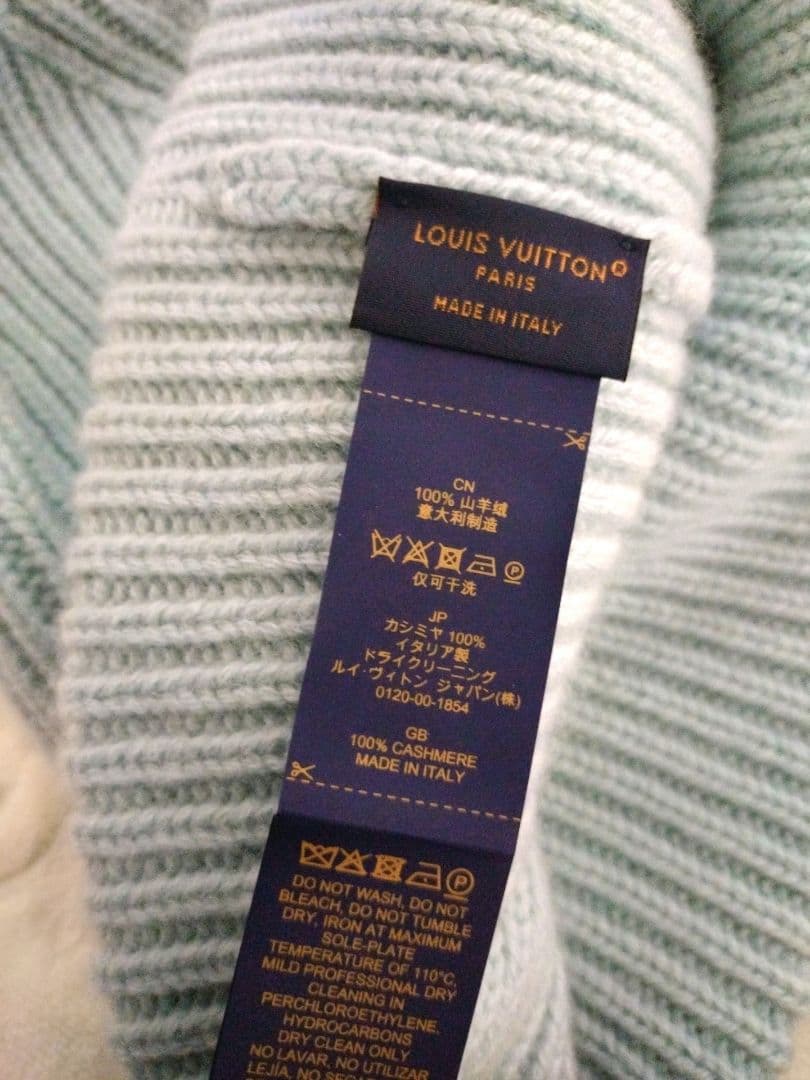 LOUIS VUITTON
PARIS
MADE IN ITALY
CN
100% 山羊绒
意大利制造
P
仅可干洗
JP
カシミヤ 100%
イタリア製
ドライクリーニング
ルイ・ヴィトン ジャパン(株)
0120-00-1854
GB
100% CASHMERE
MADE IN ITALY
P
DO NOT WASH, DO NOT
BLEACH, DO NOT TUMBLE
DRY, IRON AT MAXIMUM
SOLE-PLATE
TEMPERATURE OF 110°C,
MILD PROFESSIONAL DRY
CLEANING IN
PERCHLOROETHYLENE,
HYDROCARBONS
DRY CLEAN ONLY
NO LAVAR, NO UTILIZAR
LEJÍA, NO